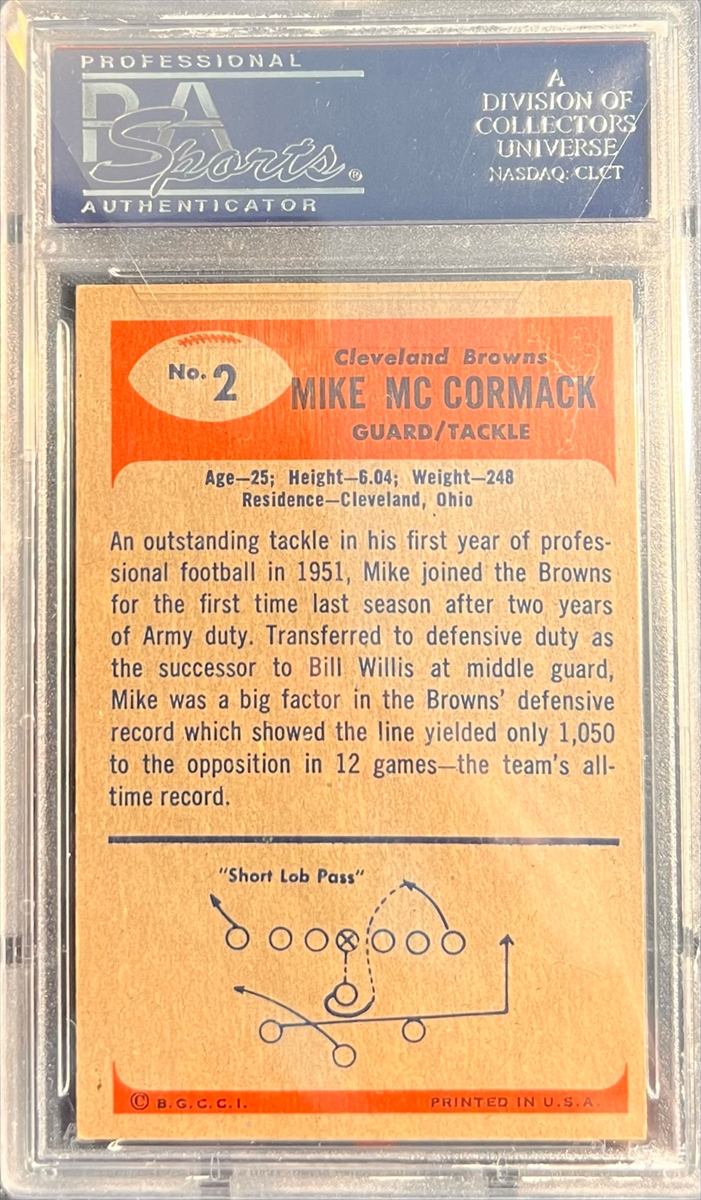 PROFESSIONAL
PSA
Sports®
AUTHENTICATOR
A
DIVISION OF
COLLECTORS
UNIVERSE
NASDAQ: CLCT
No. 2
Cleveland Browns
MIKE MC CORMACK
GUARD/TACKLE
Age—25; Height—6.04; Weight—248
Residence—Cleveland, Ohio
An outstanding tackle in his first year of profes-
sional football in 1951, Mike joined the Browns
for the first time last season after two years
of Army duty. Transferred to defensive duty as
the successor to Bill Willis at middle guard,
Mike was a big factor in the Browns' defensive
record which showed the line yielded only 1,050
to the opposition in 12 games—the team's all-
time record.
"Short Lob Pass"
© B.G.C.C.I.
PRINTED IN U.S.A.